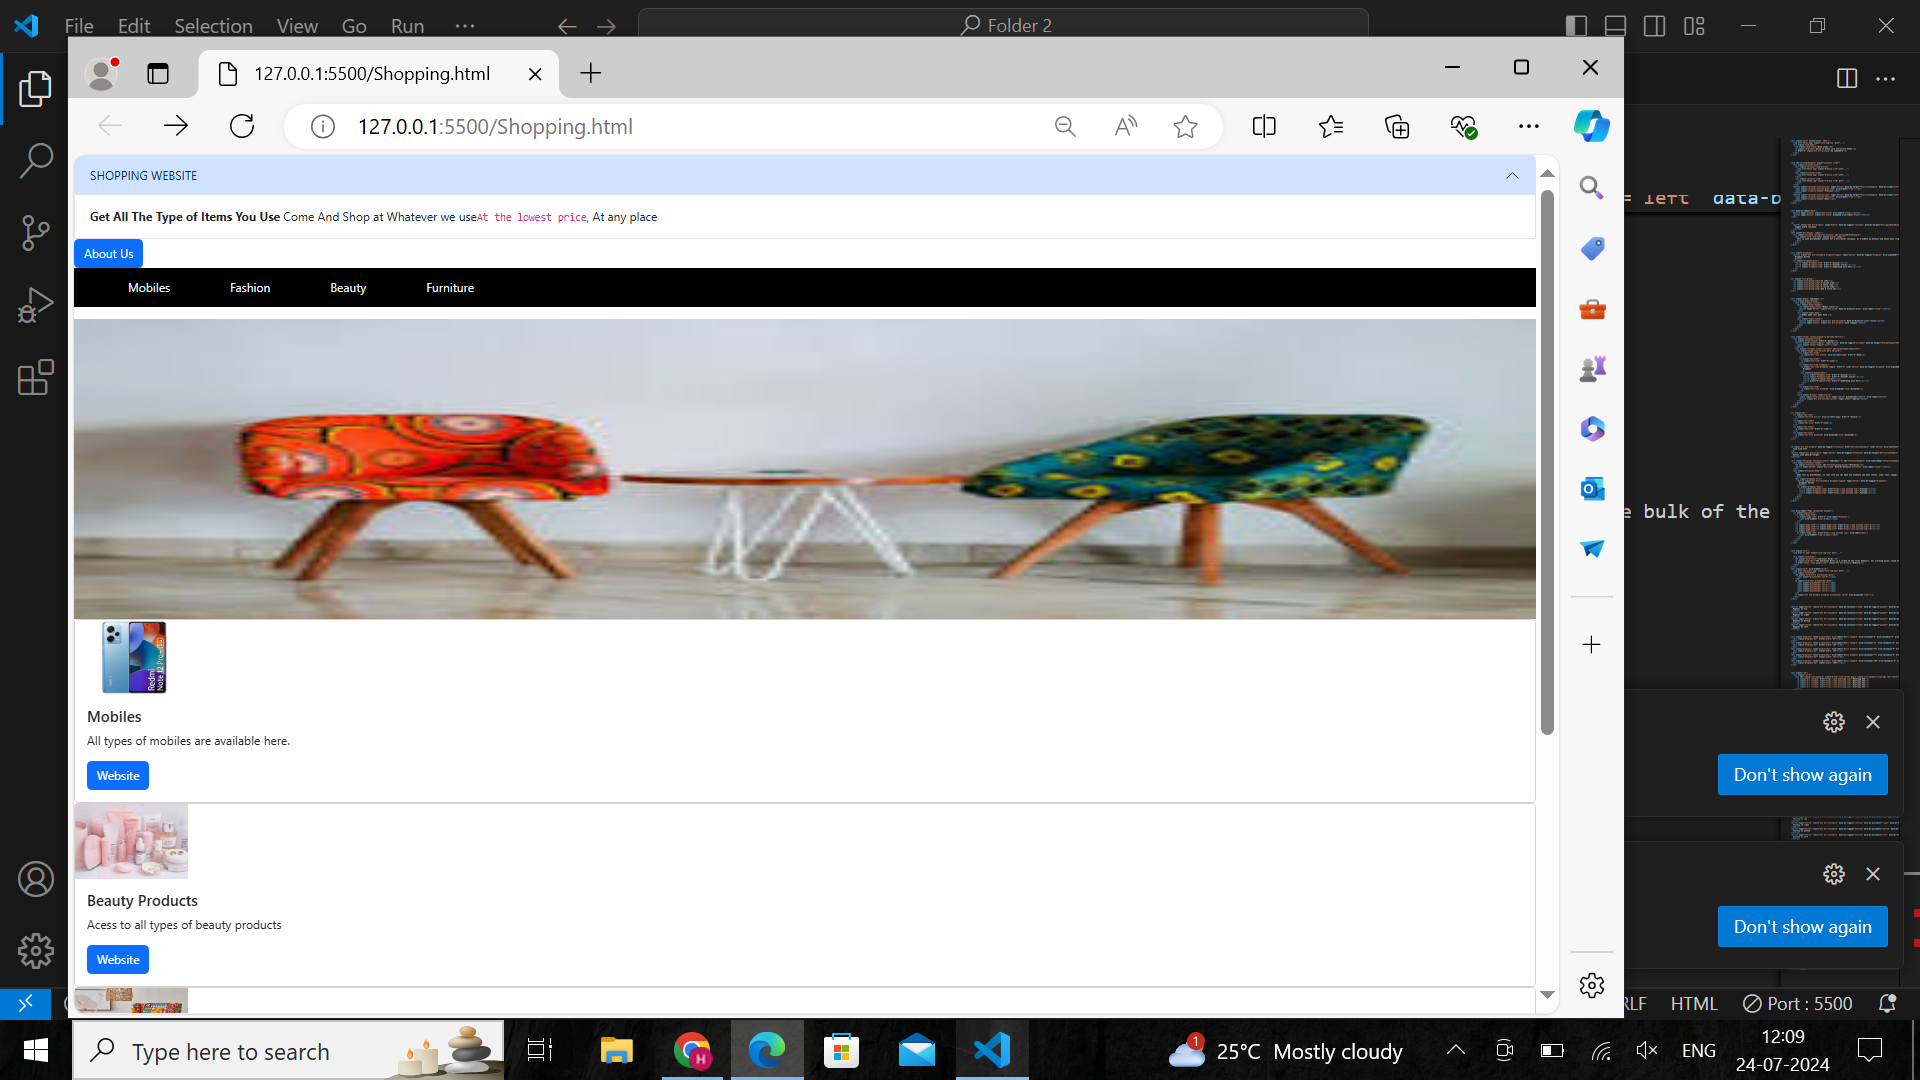 File Edit Selection View Go Run ···
Folder 2
127.0.0.1:5500/Shopping.html
127.0.0.1:5500/Shopping.html
SHOPPING WEBSITE
= left data-b
Get All The Type of Items You Use Come And Shop at Whatever we useAt the lowest price, At any place
About Us
Mobiles Fashion Beauty Furniture
e bulk of the
Redmi
Note 12 Pro
Mobiles
All types of mobiles are available here.
Website
Don't show again
Beauty Products
Acess to all types of beauty products
Website
Don't show again
RLF HTML Port : 5500
Type here to search
H
1
25°C Mostly cloudy
ENG
12:09
24-07-2024